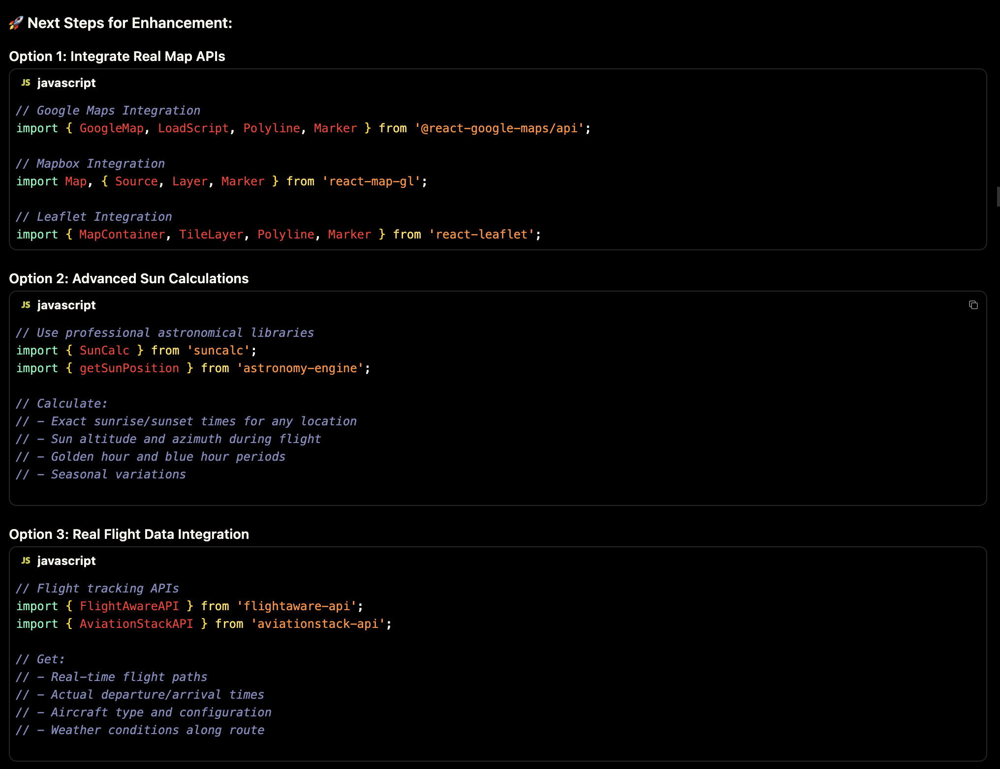 🚀 Next Steps for Enhancement:
Option 1: Integrate Real Map APIs
JS javascript
// Google Maps Integration
import { GoogleMap, LoadScript, Polyline, Marker } from '@react-google-maps/api';
// Mapbox Integration
import Map, { Source, Layer, Marker } from 'react-map-gl';
// Leaflet Integration
import { MapContainer, TileLayer, Polyline, Marker } from 'react-leaflet';
Option 2: Advanced Sun Calculations
JS javascript
// Use professional astronomical libraries
import { SunCalc } from 'suncalc';
import { getSunPosition } from 'astronomy-engine';
// Calculate:
// - Exact sunrise/sunset times for any location
// - Sun altitude and azimuth during flight
// - Golden hour and blue hour periods
// - Seasonal variations
Option 3: Real Flight Data Integration
JS javascript
// Flight tracking APIs
import { FlightAwareAPI } from 'flightaware-api';
import { AviationStackAPI } from 'aviationstack-api';
// Get:
// - Real-time flight paths
// - Actual departure/arrival times
// - Aircraft type and configuration
// - Weather conditions along route